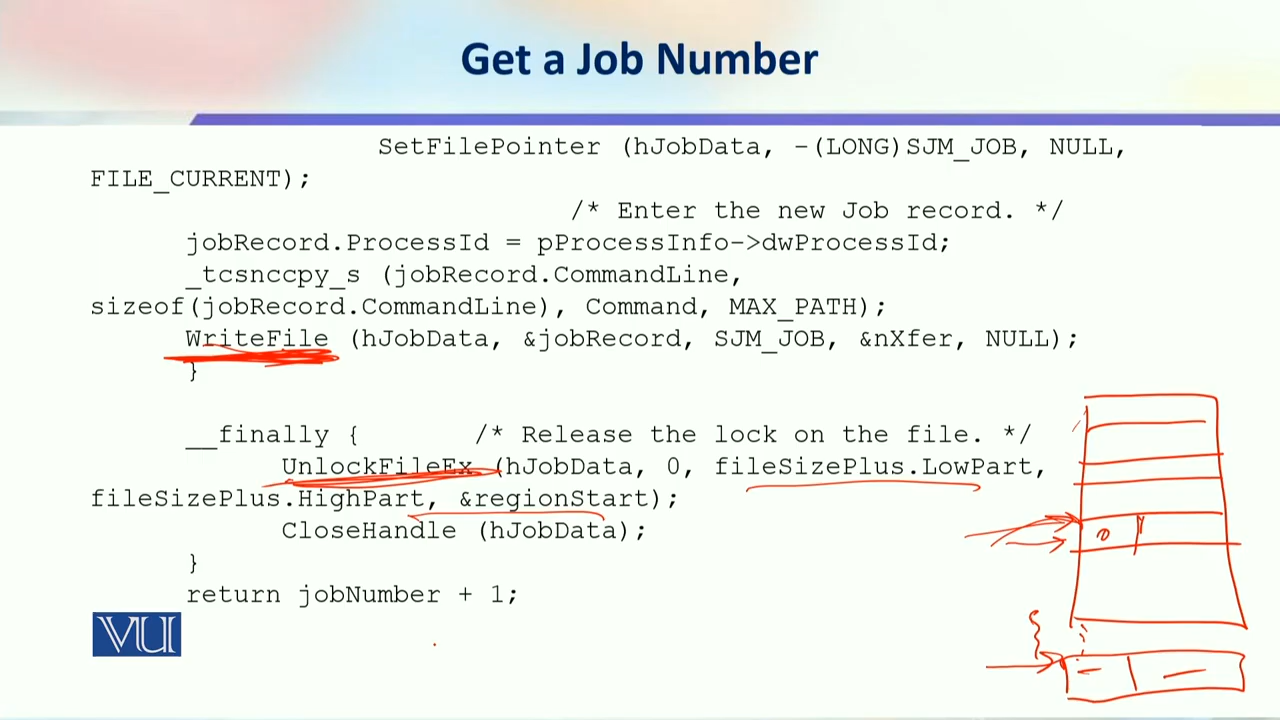 Get a Job Number
SetFilePointer (hJobData, -(LONG)SJM_JOB, NULL,
FILE_CURRENT);
/* Enter the new Job record. */
jobRecord.ProcessId = pProcessInfo->dwProcessId;
_tcsnccpy_s (jobRecord.CommandLine,
sizeof(jobRecord.CommandLine), Command, MAX_PATH);
WriteFile (hJobData, &jobRecord, SJM_JOB, &nXfer, NULL);
}
__finally { /* Release the lock on the file. */
UnlockFileEx (hJobData, 0, fileSizePlus.LowPart,
fileSizePlus.HighPart, &regionStart);
CloseHandle (hJobData);
}
return jobNumber + 1;
0
VU